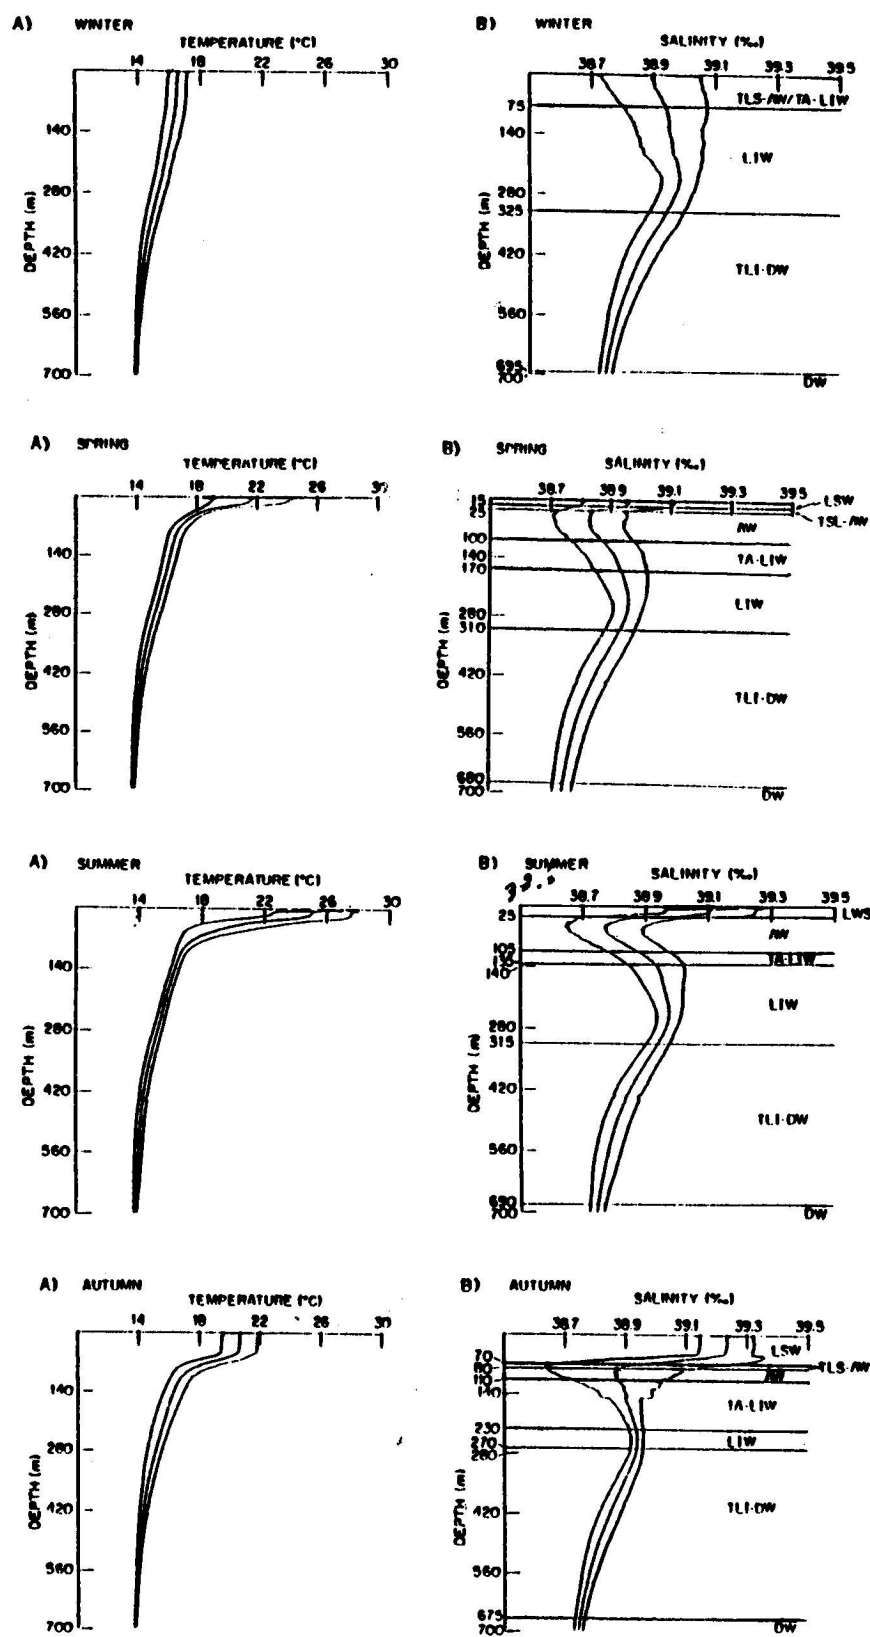 A) WINTER
TEMPERATURE (°C)
14 18 22 26 30
140
280
420
560
700
DEPTH (m)
B) WINTER
SALINITY (‰)
38.7 38.9 39.1 39.3 39.5
TLS-AW/TA-LIW
75
140
LIW
280
325
420
TLI-DW
560
695
700
DW
DEPTH (m)
A) SPRING
TEMPERATURE (°C)
14 18 22 26 30
140
280
420
560
700
DEPTH (m)
B) SPRING
SALINITY (‰)
38.7 38.9 39.1 39.3 39.5
15
LSW
25
TSL-AW
AW
100
140
TA-LIW
170
LIW
280
310
420
TLI-DW
560
680
700
DW
DEPTH (m)
A) SUMMER
TEMPERATURE (°C)
14 18 22 26 30
140
280
420
560
700
DEPTH (m)
B) SUMMER
SALINITY (‰)
38.7 38.9 39.1 39.3 39.5
25
LWS
AW
105
TA-LIW
140
LIW
280
315
420
TLI-DW
560
690
700
DW
DEPTH (m)
A) AUTUMN
TEMPERATURE (°C)
14 18 22 26 30
140
280
420
560
700
DEPTH (m)
B) AUTUMN
SALINITY (‰)
38.7 38.9 39.1 39.3 39.5
LSW
70
80
TLS-AW
AW
110
140
TA-LIW
230
LIW
270
280
420
TLI-DW
560
675
700
DW
DEPTH (m)